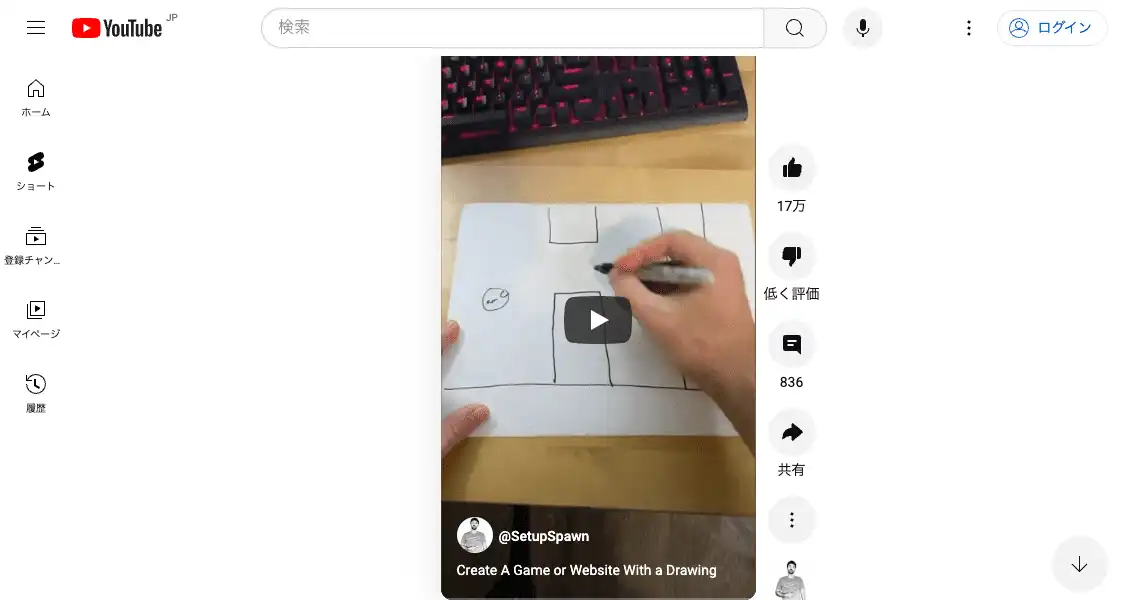 YouTube JP
検索
ログイン
ホーム
ショート
登録チャン...
マイページ
履歴
17万
低く評価
836
共有
@SetupSpawn
Create A Game or Website With a Drawing